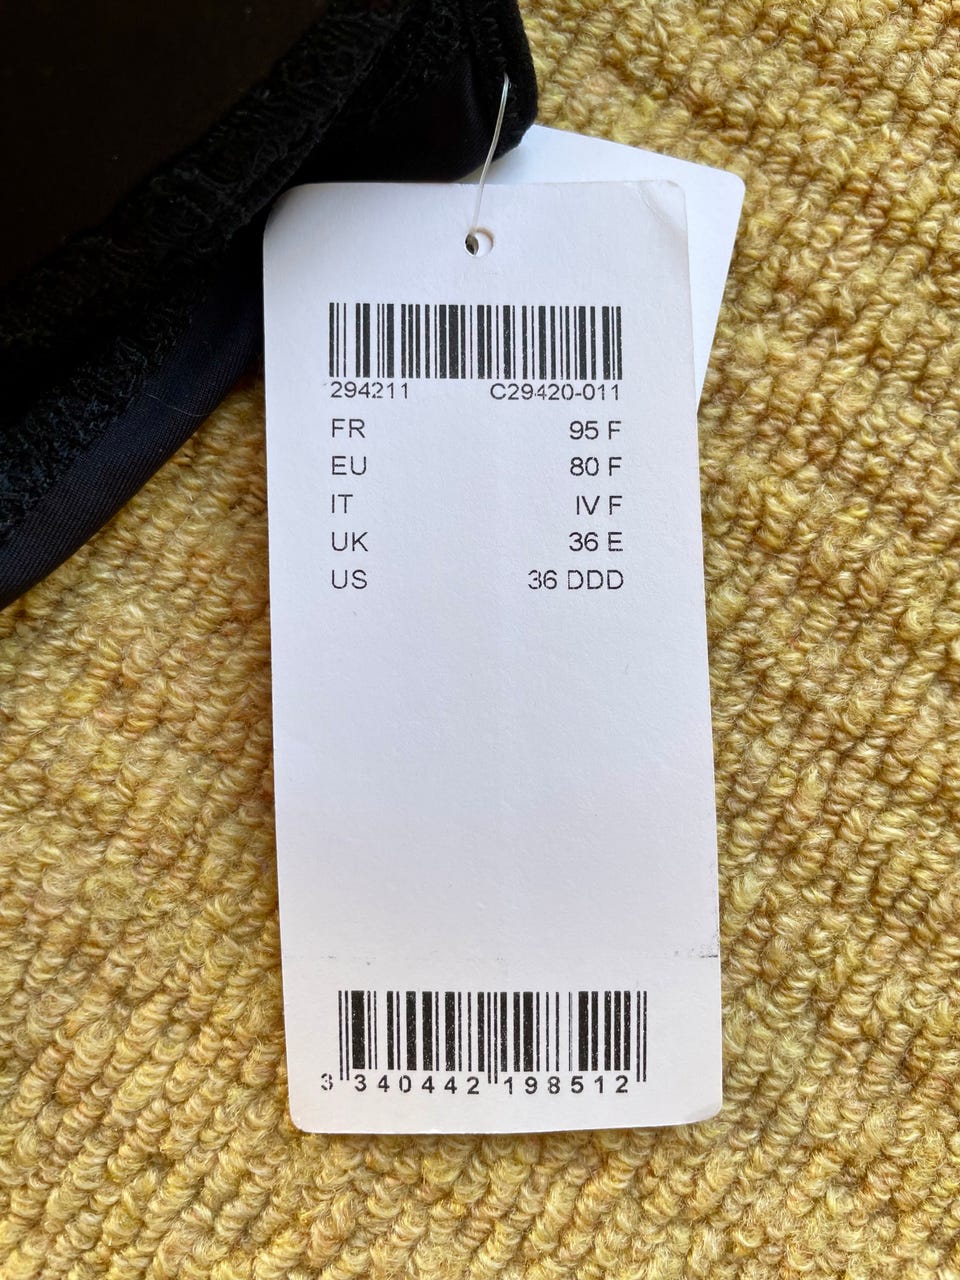 294211 C29420-011
FR 95 F
EU 80 F
IT IV F
UK 36 E
US 36 DDD
3 340442 198512